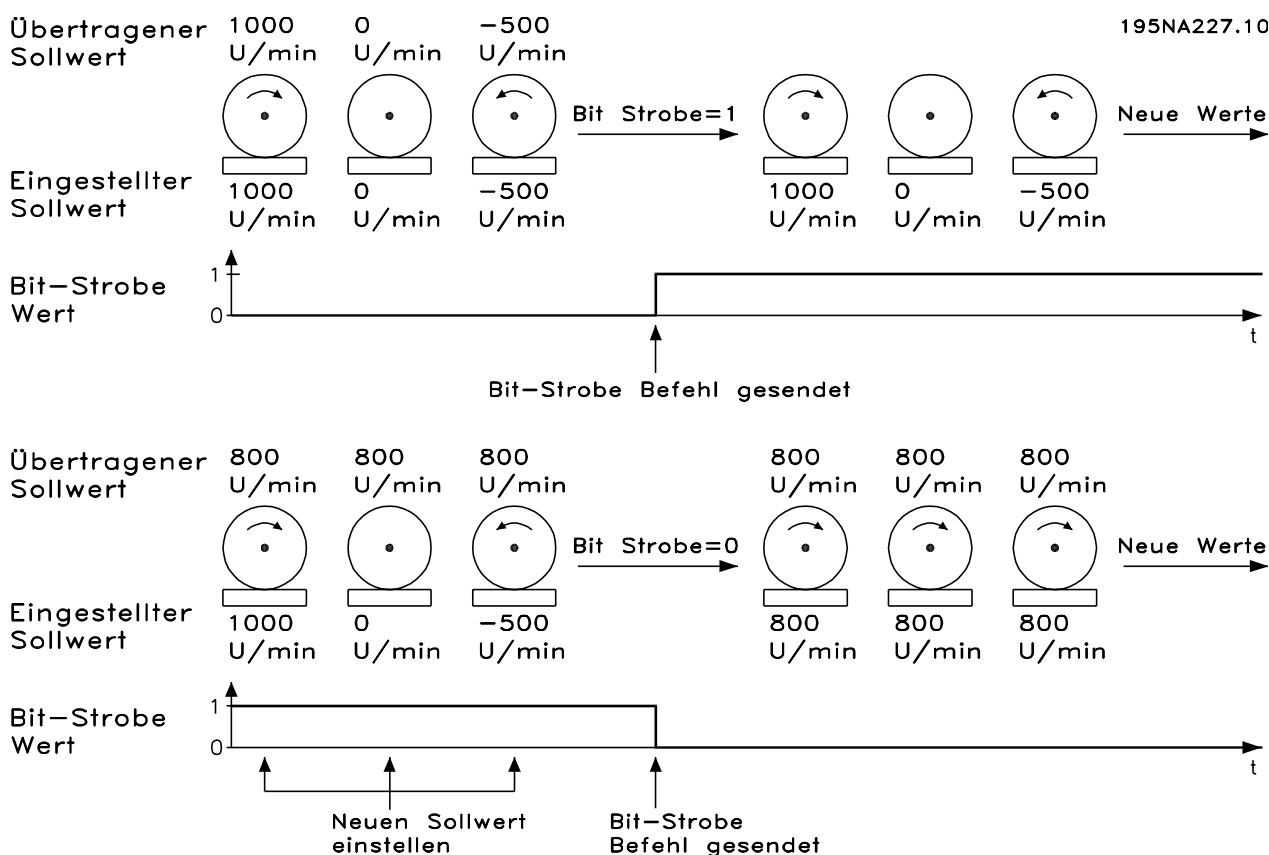 Übertragener 1000 0 −500 195NA227.10
Sollwert U/min U/min U/min
Bit Strobe=1 Neue Werte
Eingestellter 1000 0 −500 1000 0 −500
Sollwert U/min U/min U/min U/min U/min U/min
1
Bit−Strobe
Wert 0
t
Bit−Strobe Befehl gesendet
Übertragener 800 800 800 800 800 800
Sollwert U/min U/min U/min U/min U/min U/min
Bit Strobe=0 Neue Werte
Eingestellter 1000 0 −500 800 800 800
Sollwert U/min U/min U/min U/min U/min U/min
1
Bit−Strobe
Wert 0
t
Neuen Sollwert Bit−Strobe
einstellen Befehl gesendet